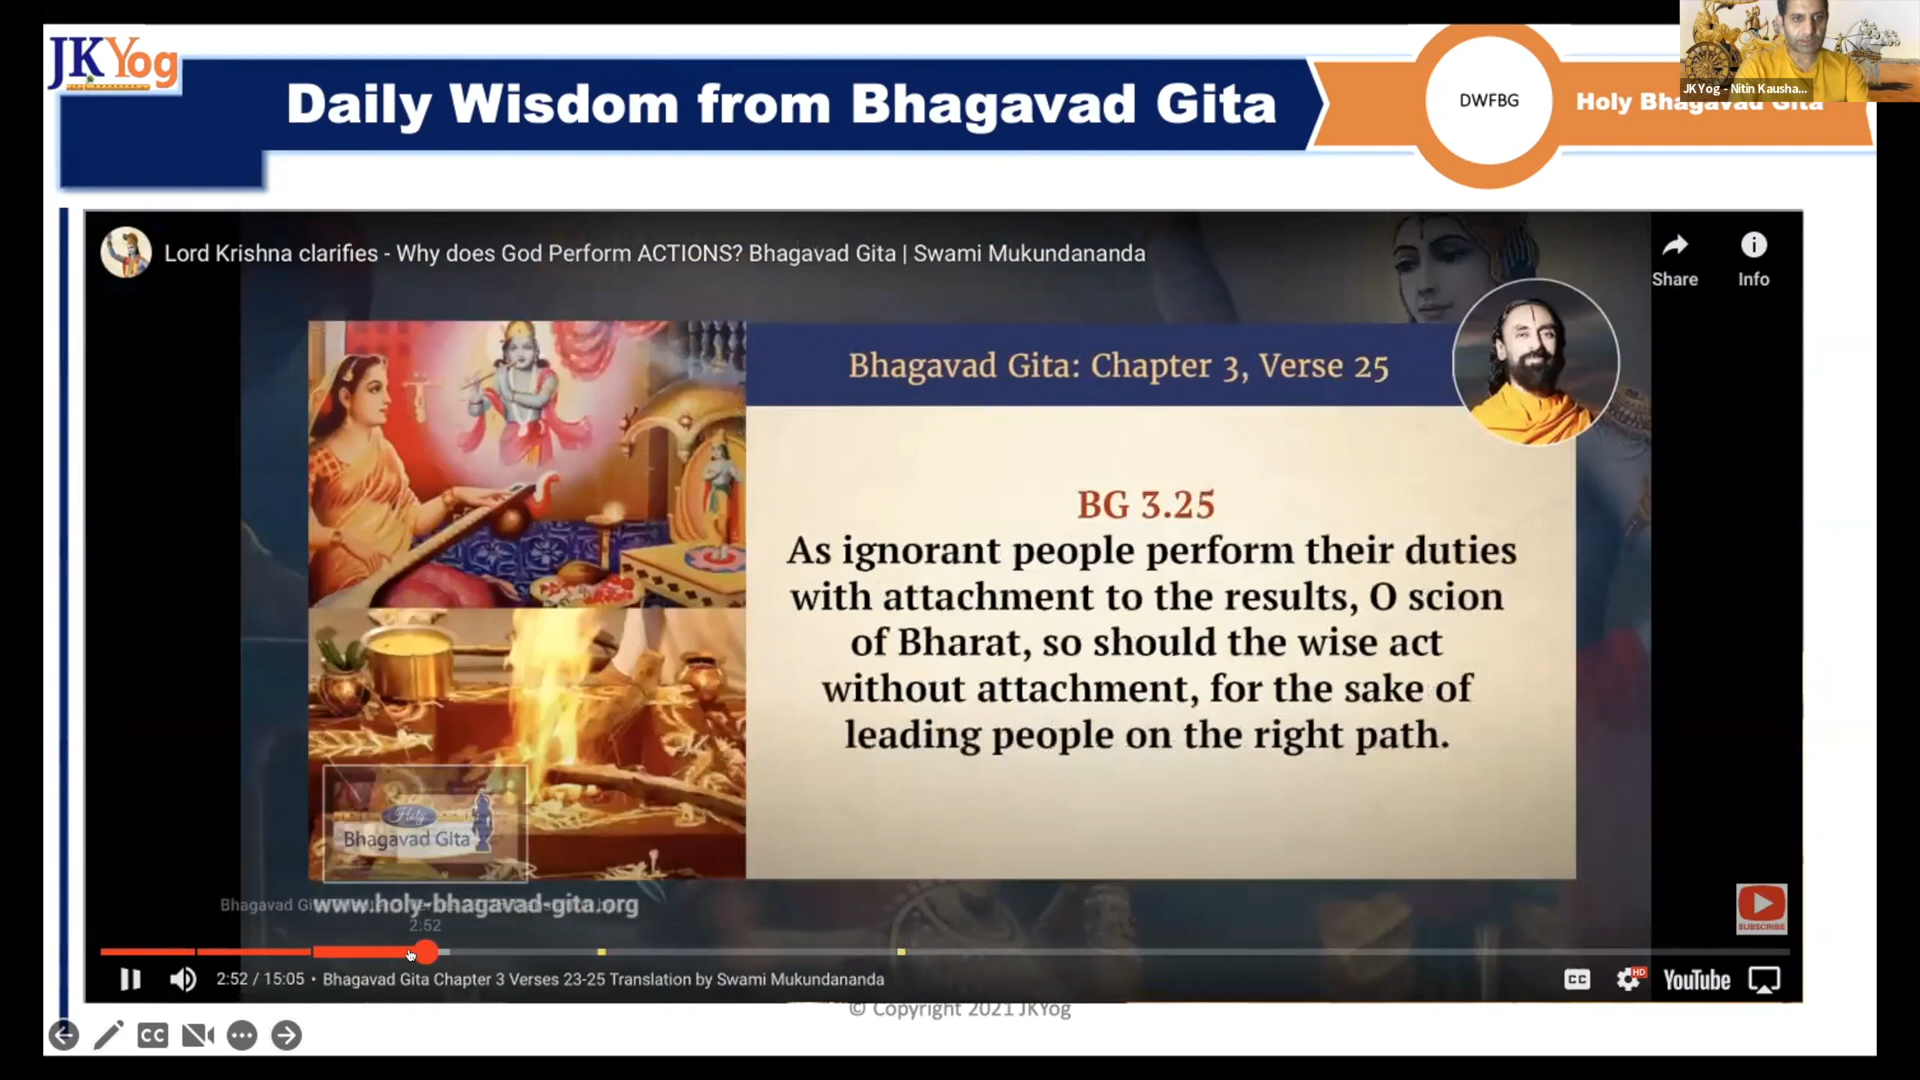 JKYog
Daily Wisdom from Bhagavad Gita
DWFBG
Holy Bhagavad Gita
JKYog - Nitin Kausha...
Lord Krishna clarifies - Why does God Perform ACTIONS? Bhagavad Gita | Swami Mukundananda
Share
Info
Bhagavad Gita: Chapter 3, Verse 25
BG 3.25
As ignorant people perform their duties
with attachment to the results, O scion
of Bharat, so should the wise act
without attachment, for the sake of
leading people on the right path.
Holy
Bhagavad Gita
www.holy-bhagavad-gita.org
2:52
SUBSCRIBE
2:52 / 15:05 • Bhagavad Gita Chapter 3 Verses 23-25 Translation by Swami Mukundananda
CC
HD
YouTube
© Copyright 2021 JKYog
CC